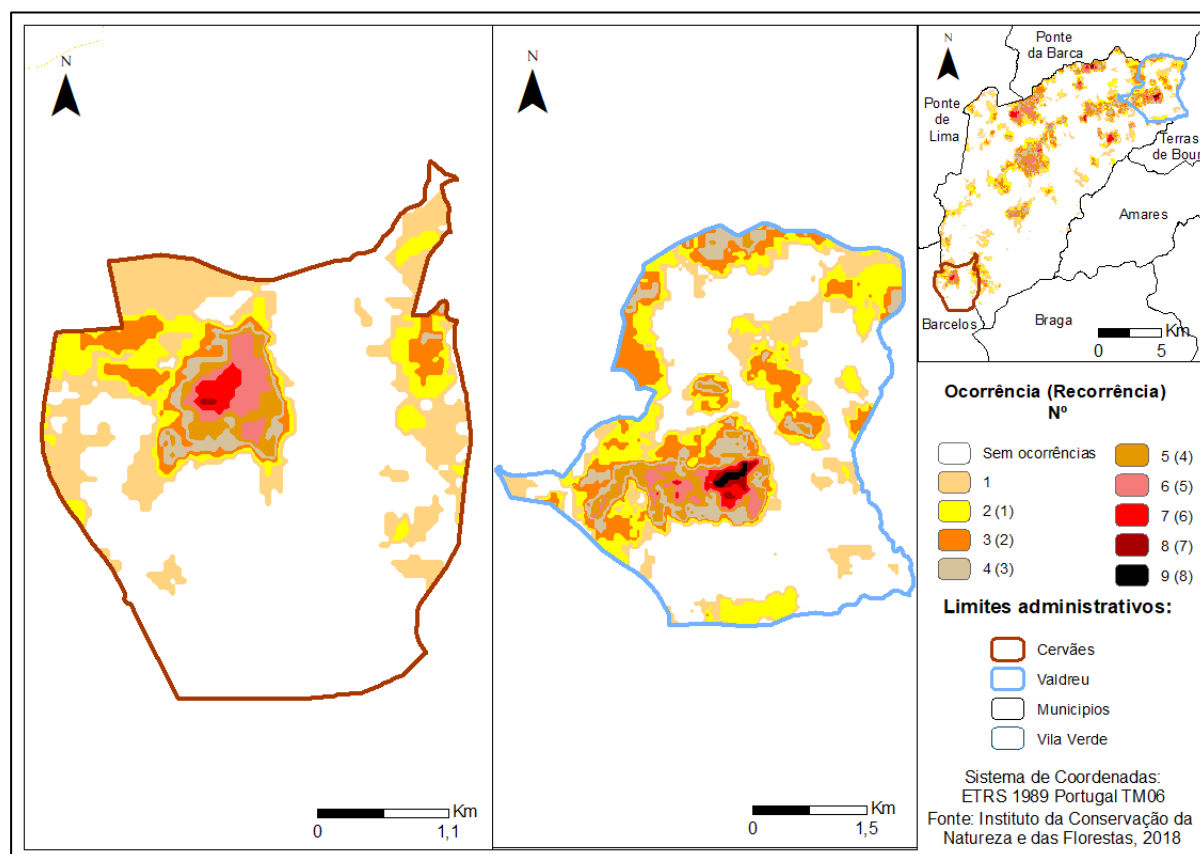 N
0
1,1
Km
N
0
1,5
Km
N
Ponte
da Barca
Ponte
de
Lima
Terras
de Bour
Amares
Braga
Barcelos
Km
0
5
Ocorrência (Recorrência)
Nº
Sem ocorrências
1
2 (1)
3 (2)
4 (3)
5 (4)
6 (5)
7 (6)
8 (7)
9 (8)
Limites administrativos:
Cervães
Valdreu
Municipios
Vila Verde
Sistema de Coordenadas:
ETRS 1989 Portugal TM06
Fonte: Instituto da Conservação da
Natureza e das Florestas, 2018